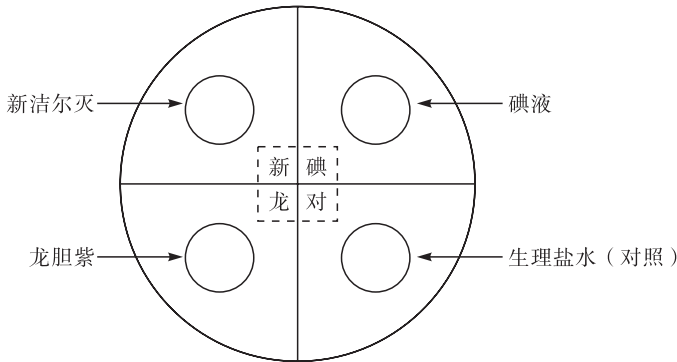 新洁尔灭
碘液
新 碘
龙 对
龙胆紫
生理盐水（对照）